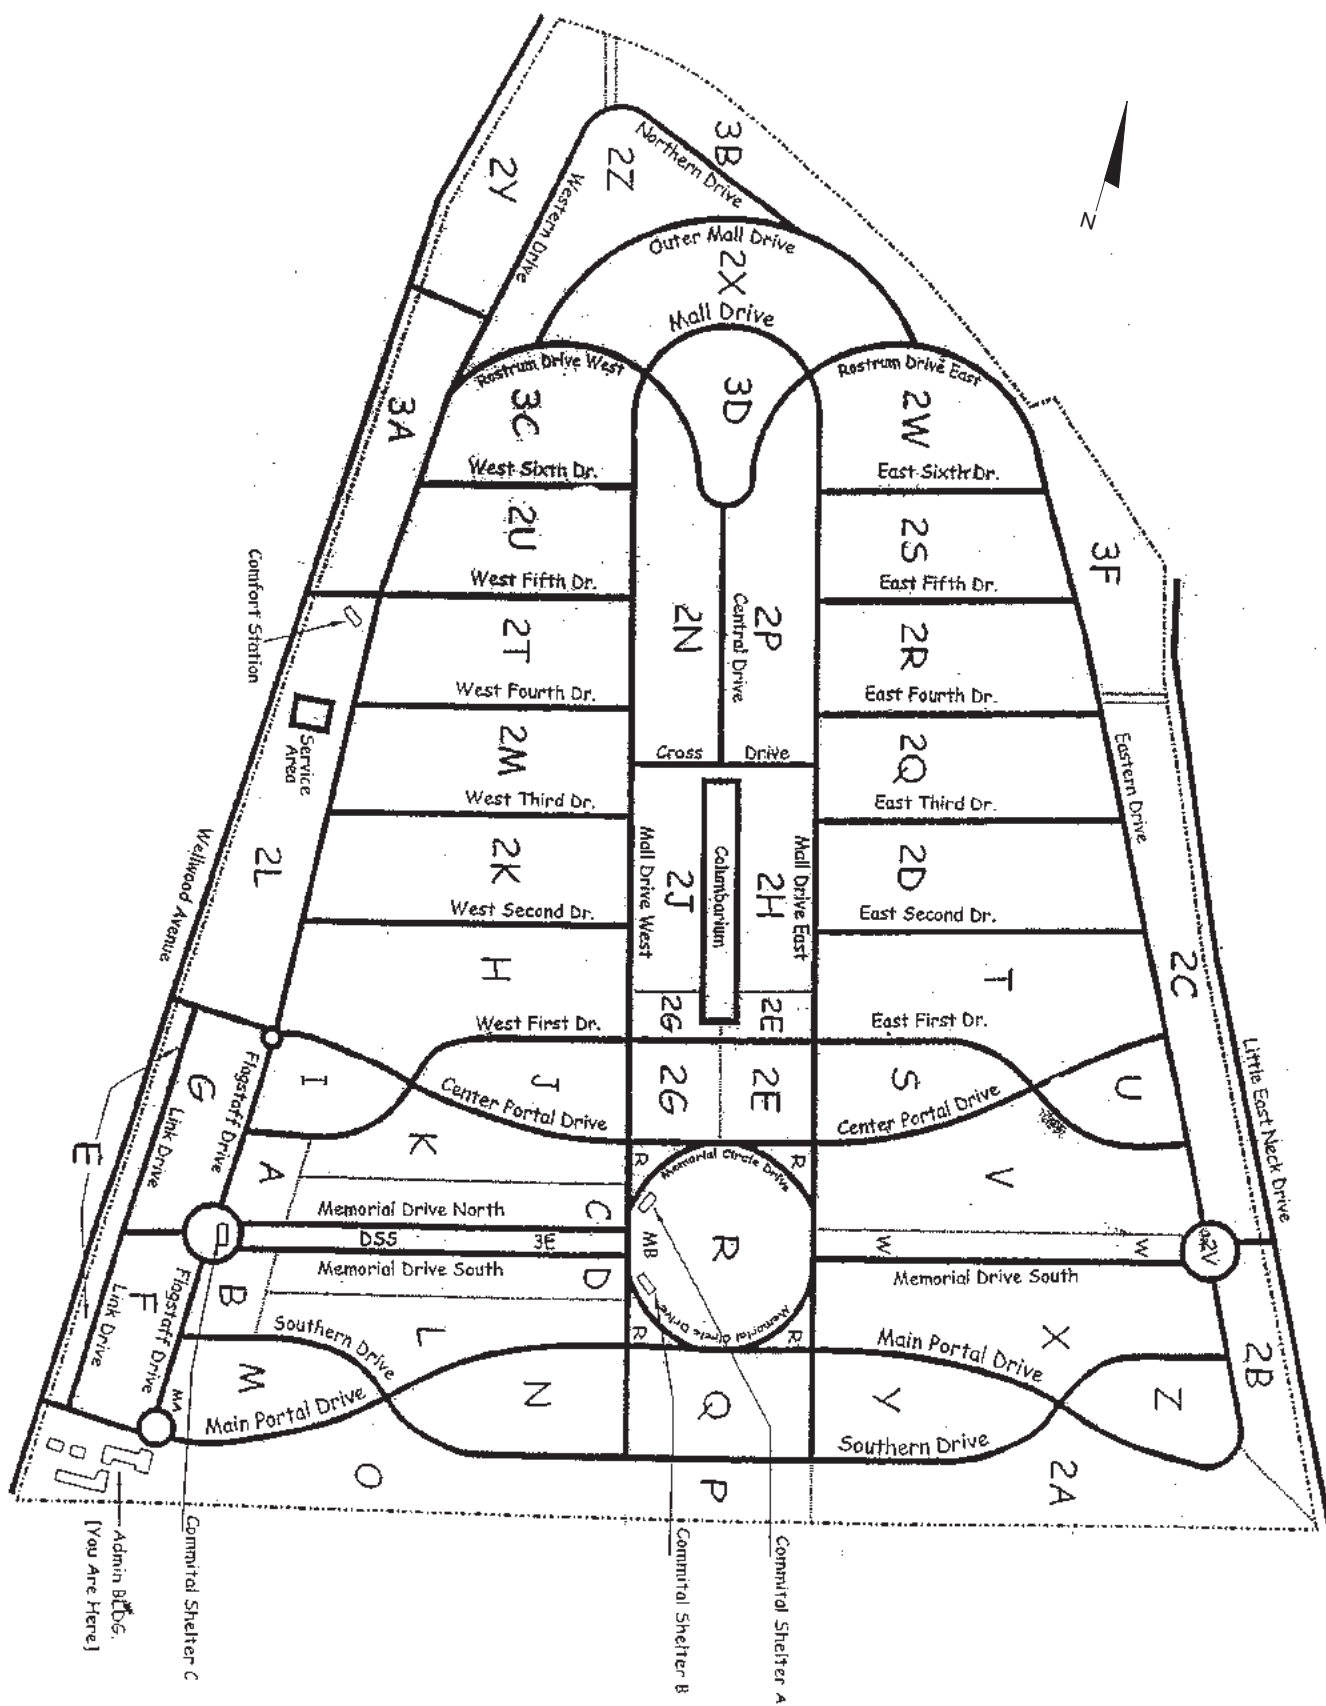 3B
Northern Drive
2Y
2Z
Western Drive
N
Outer Mall Drive
2X
Mall Drive
Rostrum Drive West
Rostrum Drive East
3D
3A
3C
2W
West Sixth Dr.
East Sixth Dr.
2U
2S
3F
West Fifth Dr.
East Fifth Dr.
Comfort Station
2T
2N
2P
Central Drive
2R
West Fourth Dr.
East Fourth Dr.
Service
Area
2M
Cross Drive
2Q
Eastern Drive
West Third Dr.
East Third Dr.
Wellwood Avenue
2L
2K
Mall Drive West
2J
Columbarium
2H
Mall Drive East
2D
West Second Dr.
East Second Dr.
H
T
2C
2G
2E
West First Dr.
East First Dr.
Little East Neck Drive
G
Flagstaff Drive
I
J
2G
2E
S
U
Link Drive
Center Portal Drive
Center Portal Drive
E
A
K
R
Memorial Circle Drive
R
V
Memorial Drive North
C
DSS
3E
MB
R
W
W
2V
Memorial Drive South
D
Memorial Drive South
F
Link Drive
Flagstaff Drive
B
Southern Drive
L
R
Memorial Circle Drive
R
Main Portal Drive
X
2B
MA
M
Main Portal Drive
N
Q
Y
Z
Southern Drive
O
P
2A
Admin BLDG.
[You Are Here]
Commital Shelter C
Commital Shelter B
Commital Shelter A